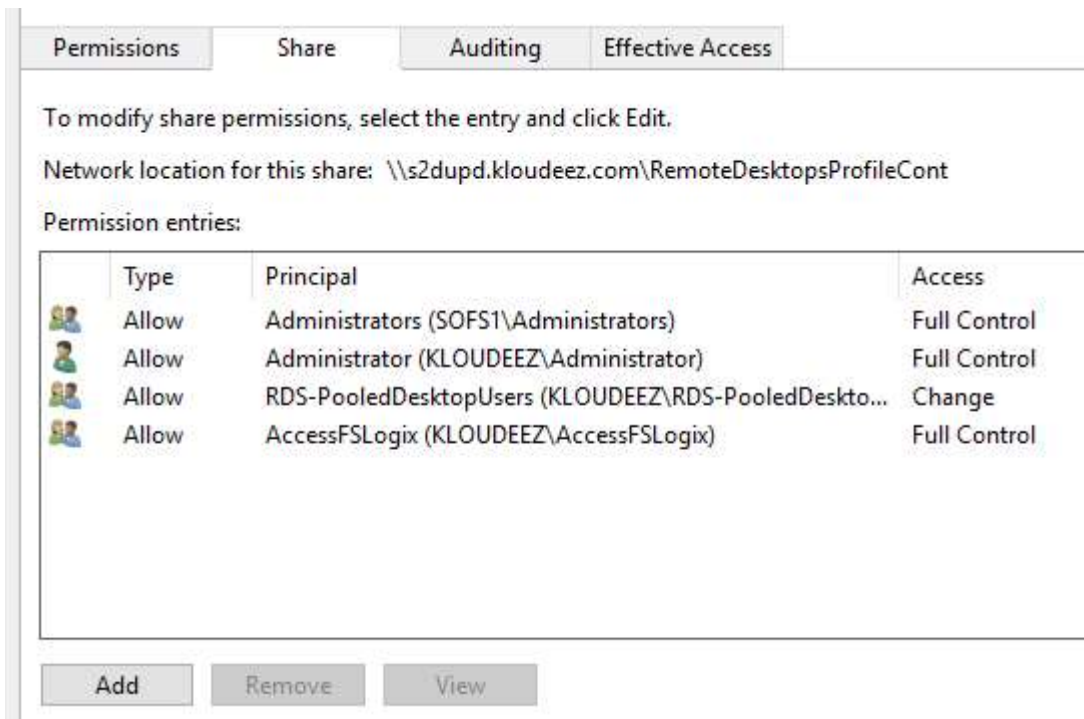 Permissions Share Auditing Effective Access
To modify share permissions, select the entry and click Edit.
Network location for this share: \\s2dupd.kloudeez.com\RemoteDesktopsProfileCont
Permission entries:
Type Principal Access
Allow Administrators (SOFS1\Administrators) Full Control
Allow Administrator (KLOUDEEZ\Administrator) Full Control
Allow RDS-PooledDesktopUsers (KLOUDEEZ\RDS-PooledDeskto... Change
Allow AccessFSLogix (KLOUDEEZ\AccessFSLogix) Full Control
Add Remove View